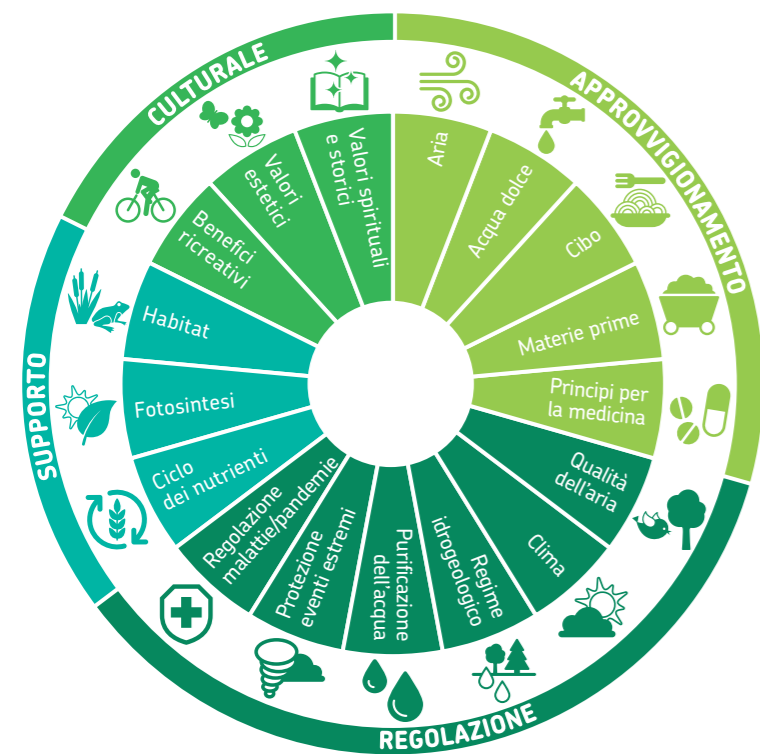 CULTURALE
APPROVVIGIONAMENTO
SUPPORTO
REGOLAZIONE
Aria
Acqua dolce
Cibo
Materie prime
Principi per
la medicina
Qualità
dell'aria
Clima
Regime
idrogeologico
Purificazione
dell'acqua
Protezione
eventi estremi
Regolazione
malattie/pandemie
Ciclo
dei nutrienti
Fotosintesi
Habitat
Benefici
ricreativi
Valori
estetici
Valori spirituali
e storici